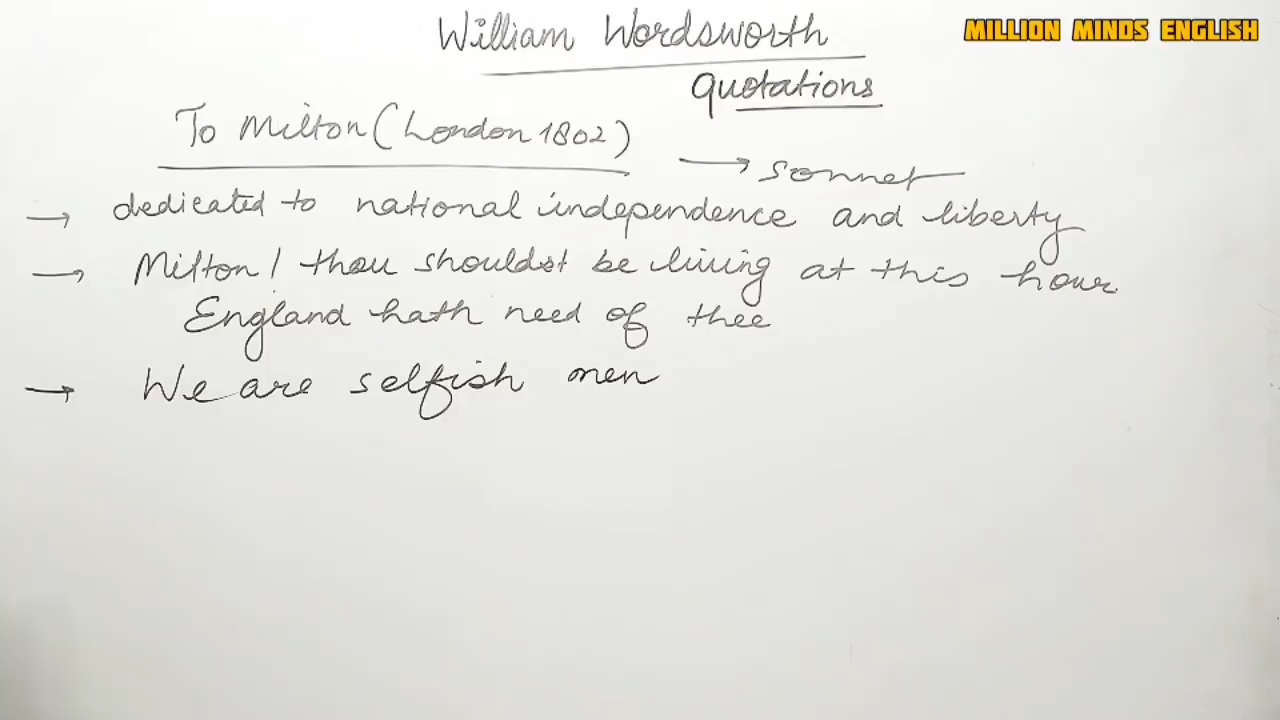 William Wordsworth
MILLION MINDS ENGLISH
Quotations
To Milton (London 1802)
→ Sonnet
→ dedicated to national independence and liberty
→ Milton! thou shouldst be living at this hour.
England hath need of thee
→ We are selfish men